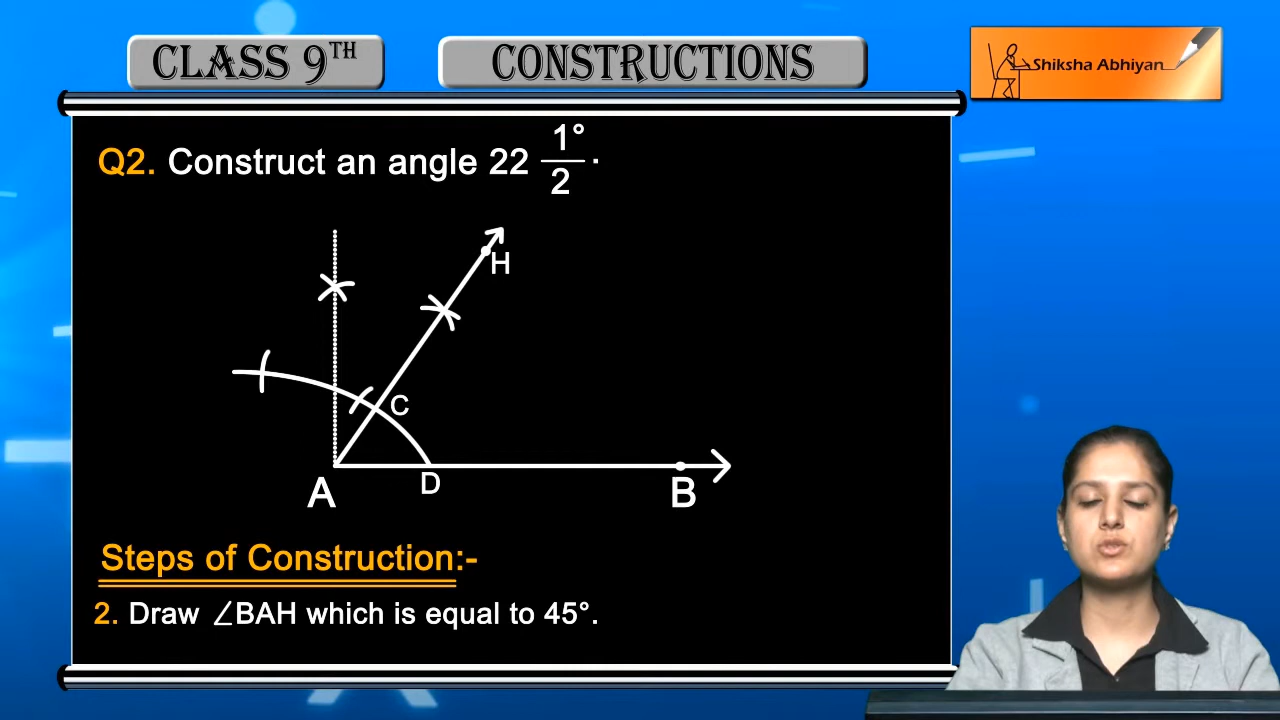 CLASS 9TH
CONSTRUCTIONS
Shiksha Abhiyan
Q2. Construct an angle 22 1°/2.
H
C
A
D
B
Steps of Construction:-
2. Draw ∠BAH which is equal to 45°.